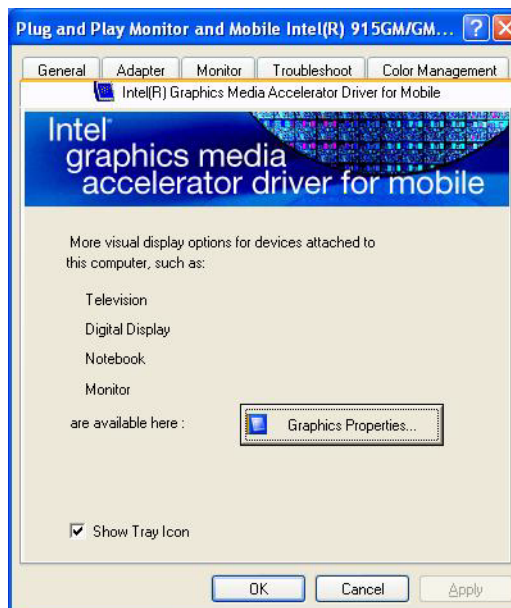 Plug and Play Monitor and Mobile Intel(R) 915GM/GM... ?
General Adapter Monitor Troubleshoot Color Management
Intel(R) Graphics Media Accelerator Driver for Mobile
Intel®
graphics media
accelerator driver for mobile
More visual display options for devices attached to
this computer, such as:
Television
Digital Display
Notebook
Monitor
are available here :
Graphics Properties...
Show Tray Icon
OK Cancel Apply